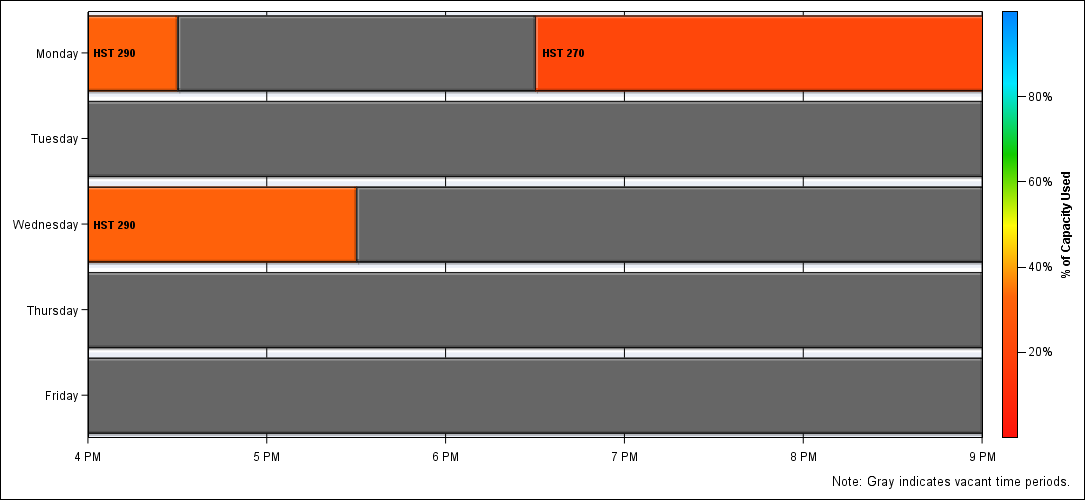 Monday
HST 290
HST 270
Tuesday
Wednesday
HST 290
Thursday
Friday
4 PM
5 PM
6 PM
7 PM
8 PM
9 PM
80%
60%
40%
20%
% of Capacity Used
Note: Gray indicates vacant time periods.